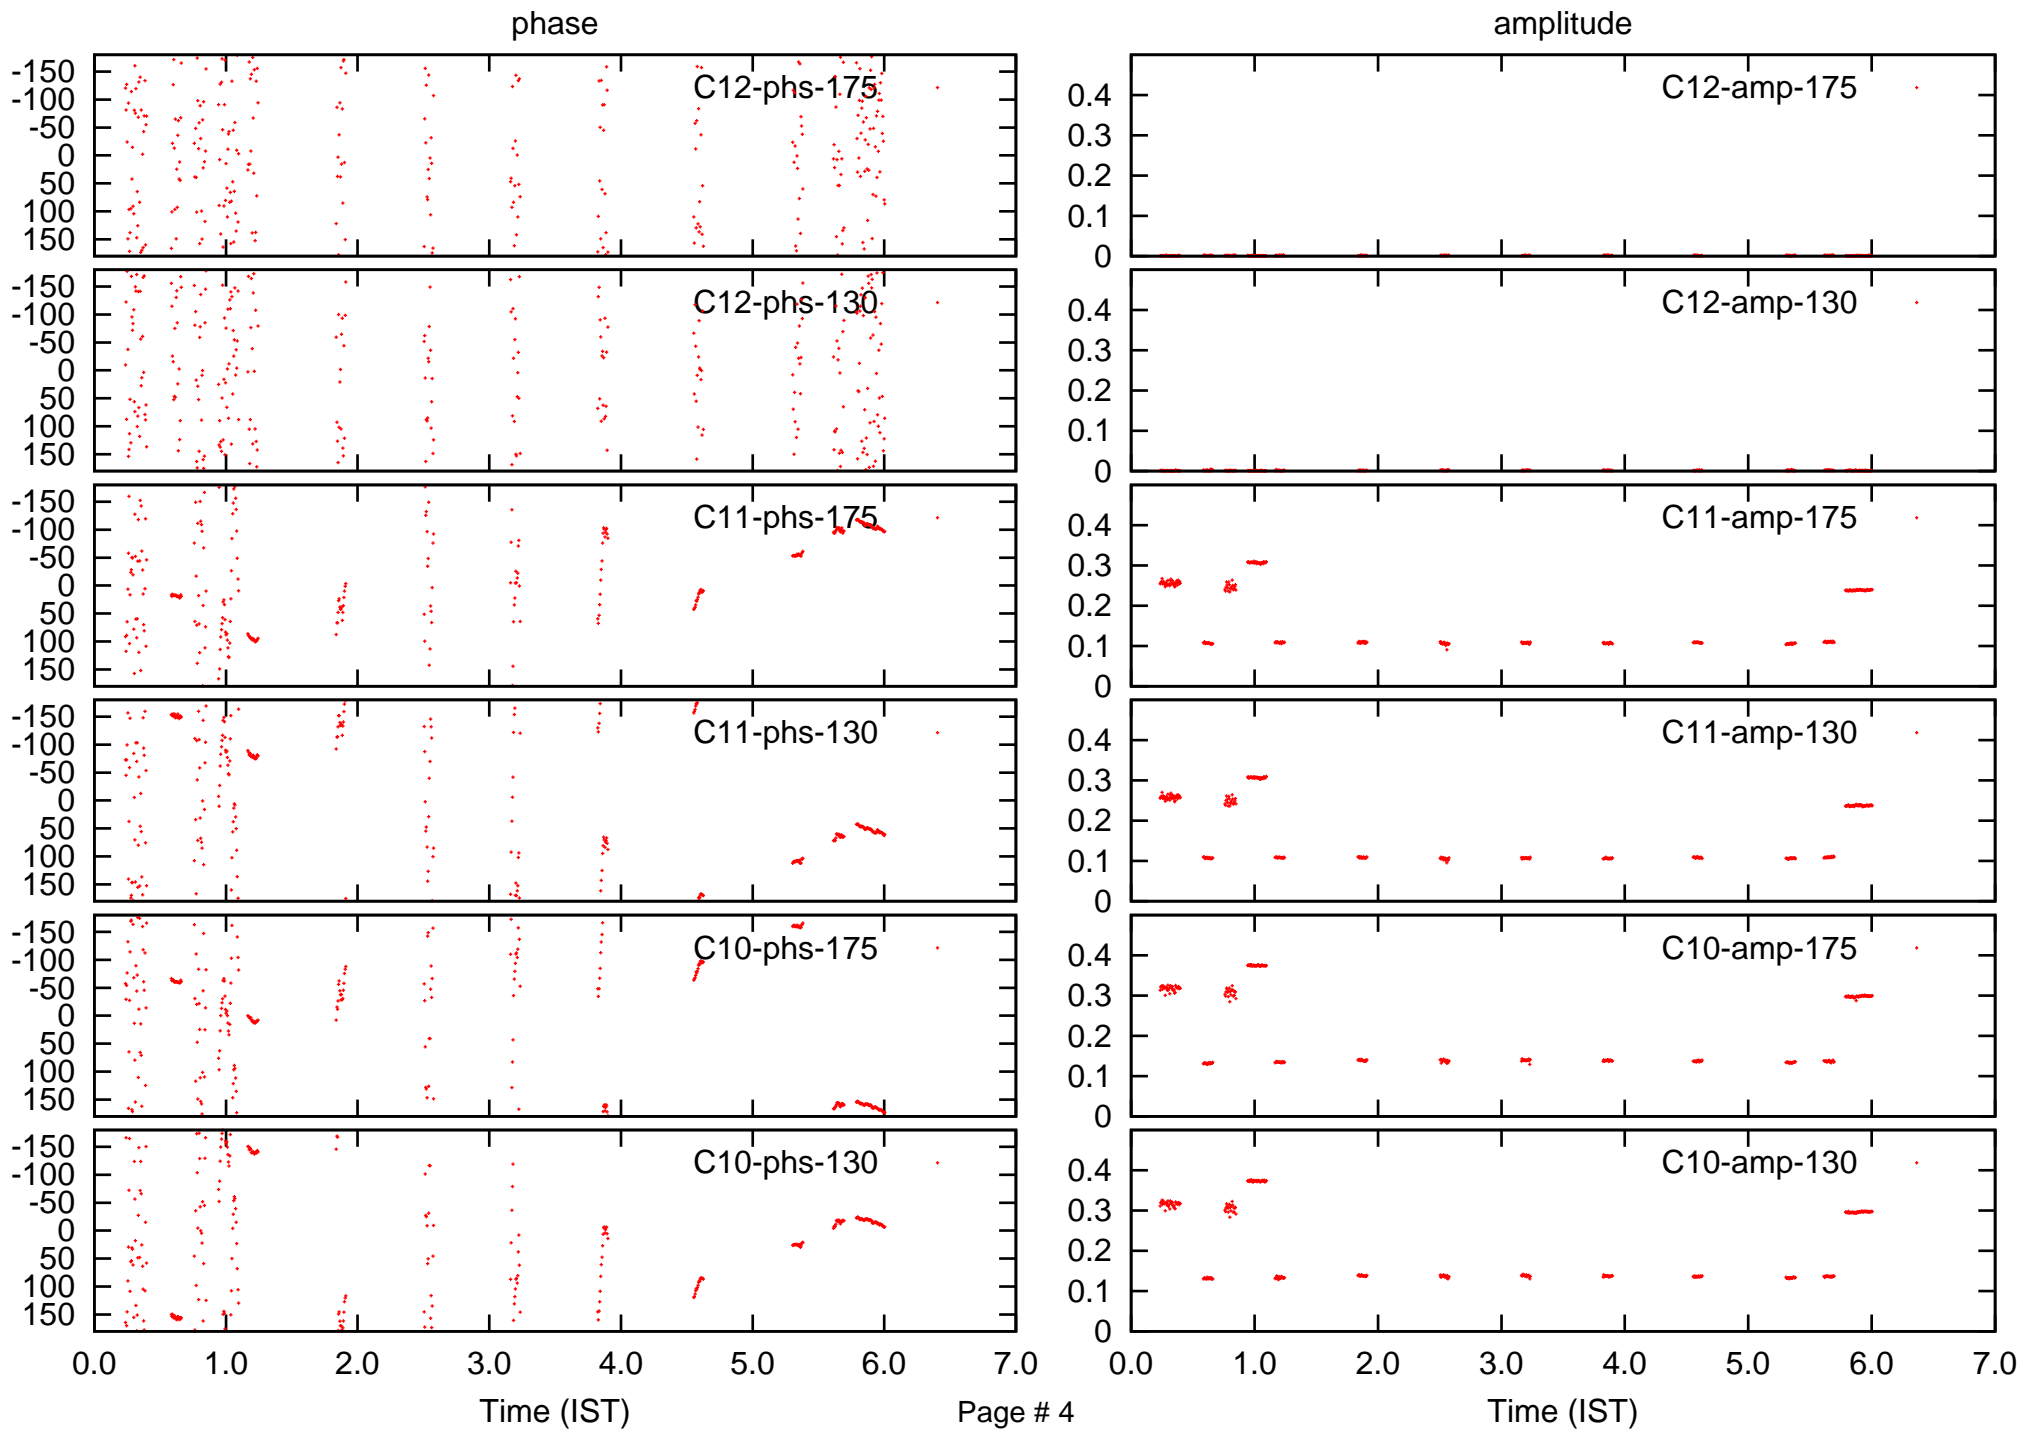 phase amplitude
-150 -100 -50 0 50 100 150 C12-phs-175
0.4 0.3 0.2 0.1 0 C12-amp-175
-150 -100 -50 0 50 100 150 C12-phs-130
0.4 0.3 0.2 0.1 0 C12-amp-130
-150 -100 -50 0 50 100 150 C11-phs-175
0.4 0.3 0.2 0.1 0 C11-amp-175
-150 -100 -50 0 50 100 150 C11-phs-130
0.4 0.3 0.2 0.1 0 C11-amp-130
-150 -100 -50 0 50 100 150 C10-phs-175
0.4 0.3 0.2 0.1 0 C10-amp-175
-150 -100 -50 0 50 100 150 C10-phs-130
0.4 0.3 0.2 0.1 0 C10-amp-130
0.0 1.0 2.0 3.0 4.0 5.0 6.0 7.0
0.0 1.0 2.0 3.0 4.0 5.0 6.0 7.0
Time (IST) Page # 4 Time (IST)